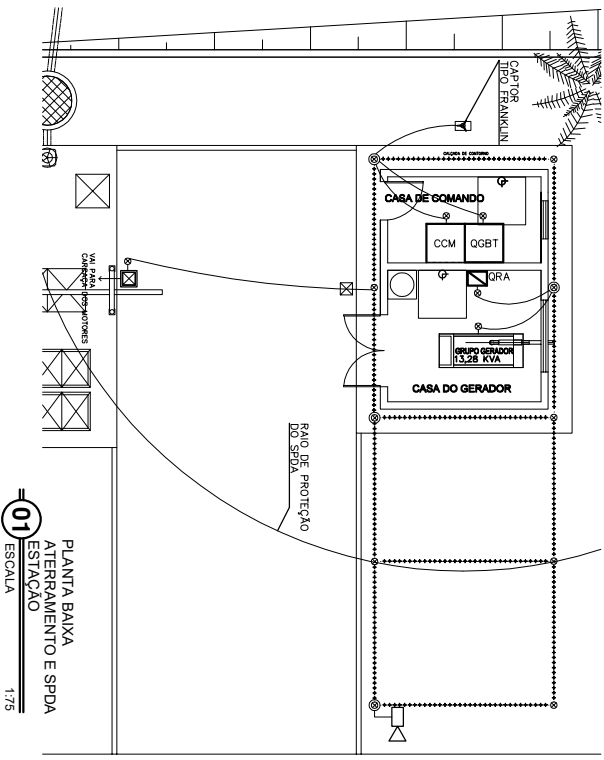 CAPTOR
TIPO FRANKLIN
CALÇADA DE CONTORNO
CASA DE COMANDO
CCM
QGBT
QRA
GRUPO GERADOR
13,28 KVA
CASA DO GERADOR
VAI PARA
CARCAÇA DOS MOTORES
RAIO DE PROTEÇÃO
DO SPDA
01
PLANTA BAIXA
ATERRAMENTO E SPDA
ESTAÇÃO
ESCALA 1:75